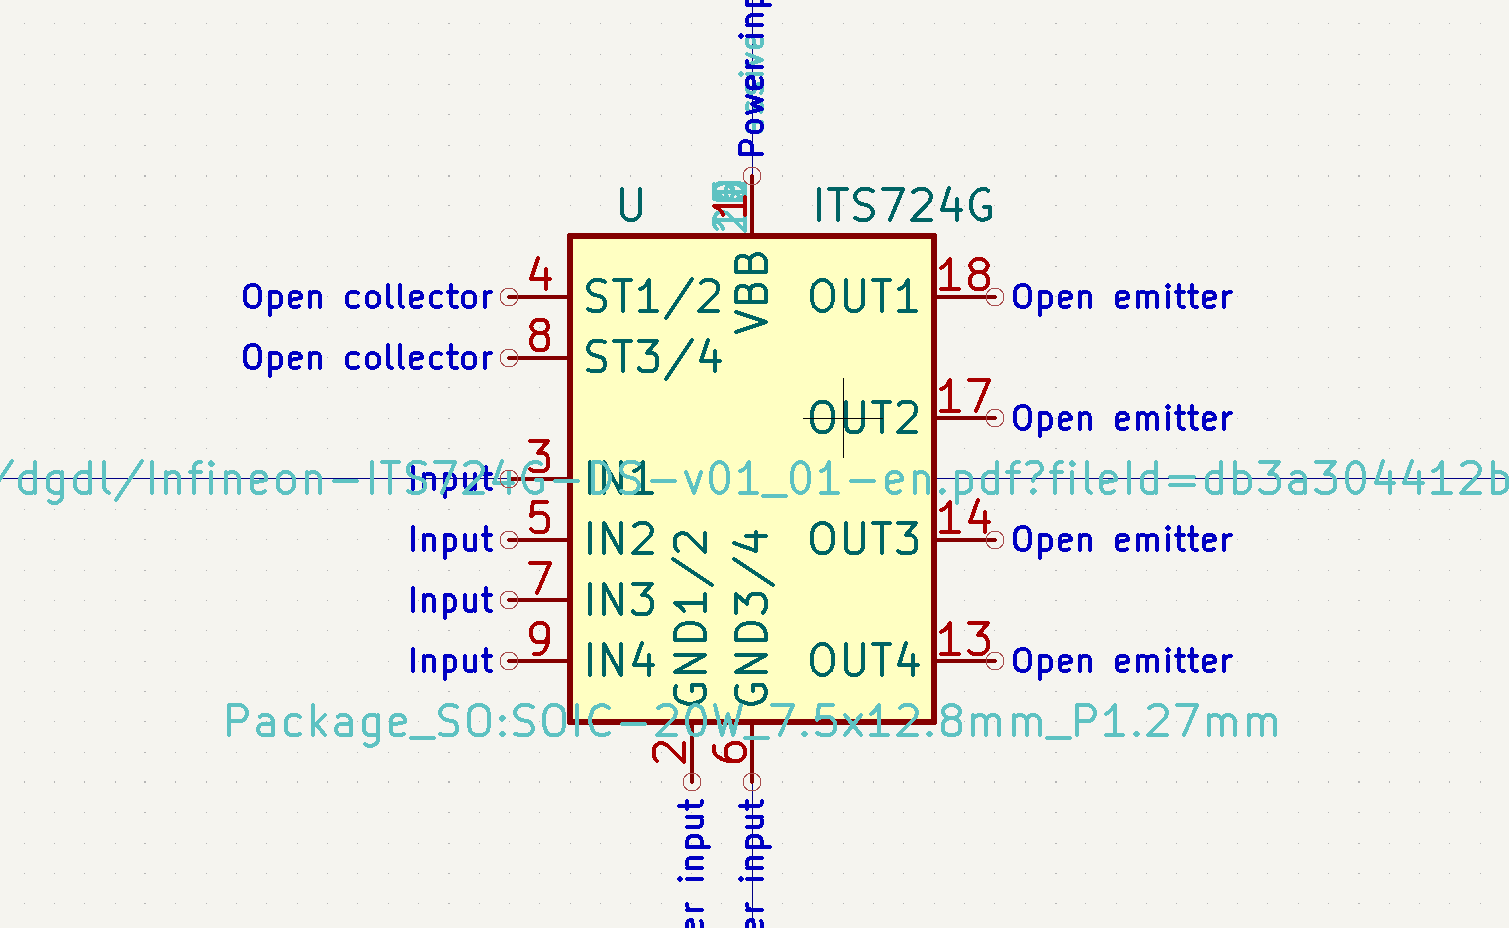 Power inp
U
1
ITS724G
VBB
4
ST1/2
Open collector
8
ST3/4
Open collector
3
IN1
Input
5
IN2
Input
7
IN3
Input
9
IN4
Input
18
OUT1
Open emitter
17
OUT2
Open emitter
/dgdl/Infineon-ITS724G-DS-v01_01-en.pdf?fileId=db3a304412b
14
OUT3
Open emitter
13
OUT4
Open emitter
GND1/2
GND3/4
Package_SO:SOIC-20W_7.5x12.8mm_P1.27mm
2
6
er input
er input